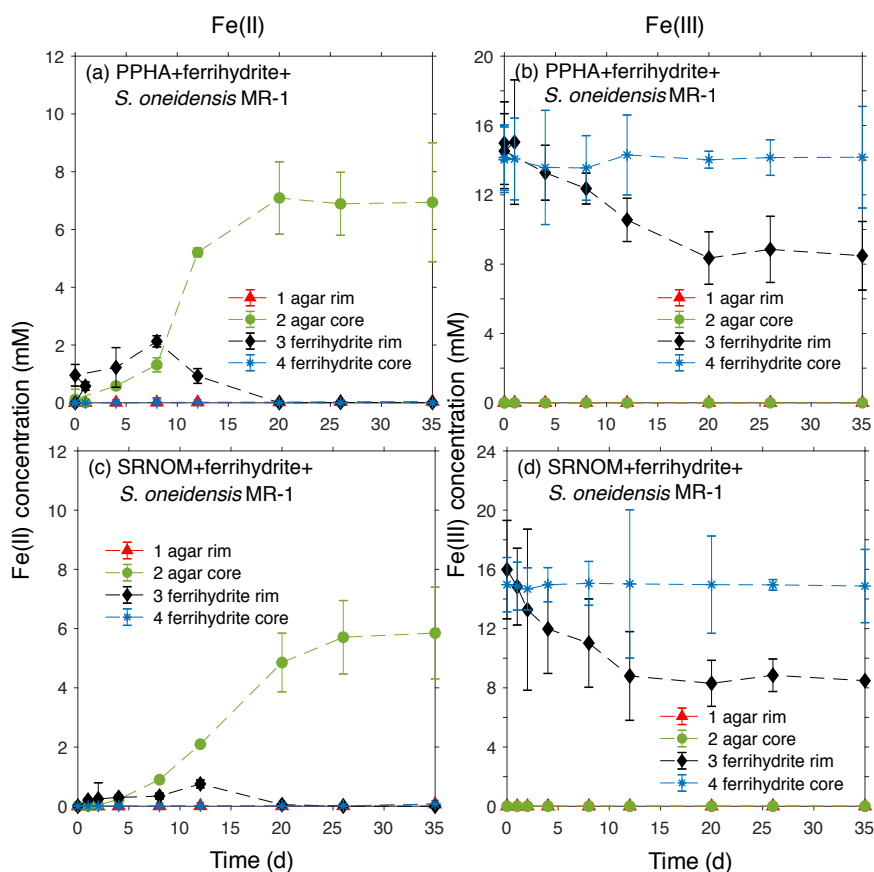 Fe(II)
Fe(III)
(a) PPHA+ferrihydrite+
S. oneidensis MR-1
12
10
8
6
4
2
0
1 agar rim
2 agar core
3 ferrihydrite rim
4 ferrihydrite core
0 5 10 15 20 25 30 35
(b) PPHA+ferrihydrite+
S. oneidensis MR-1
20
16
12
8
4
0
1 agar rim
2 agar core
3 ferrihydrite rim
4 ferrihydrite core
0 5 10 15 20 25 30 35
Fe(II) concentration (mM)
Fe(III) concentration (mM)
(c) SRNOM+ferrihydrite+
S. oneidensis MR-1
12
8
6
4
2
0
1 agar rim
2 agar core
3 ferrihydrite rim
4 ferrihydrite core
0 5 10 15 20 25 30 35
Time (d)
(d) SRNOM+ferrihydrite+
S. oneidensis MR-1
24
20
16
12
8
4
0
1 agar rim
2 agar core
3 ferrihydrite rim
4 ferrihydrite core
0 5 10 15 20 25 30 35
Time (d)